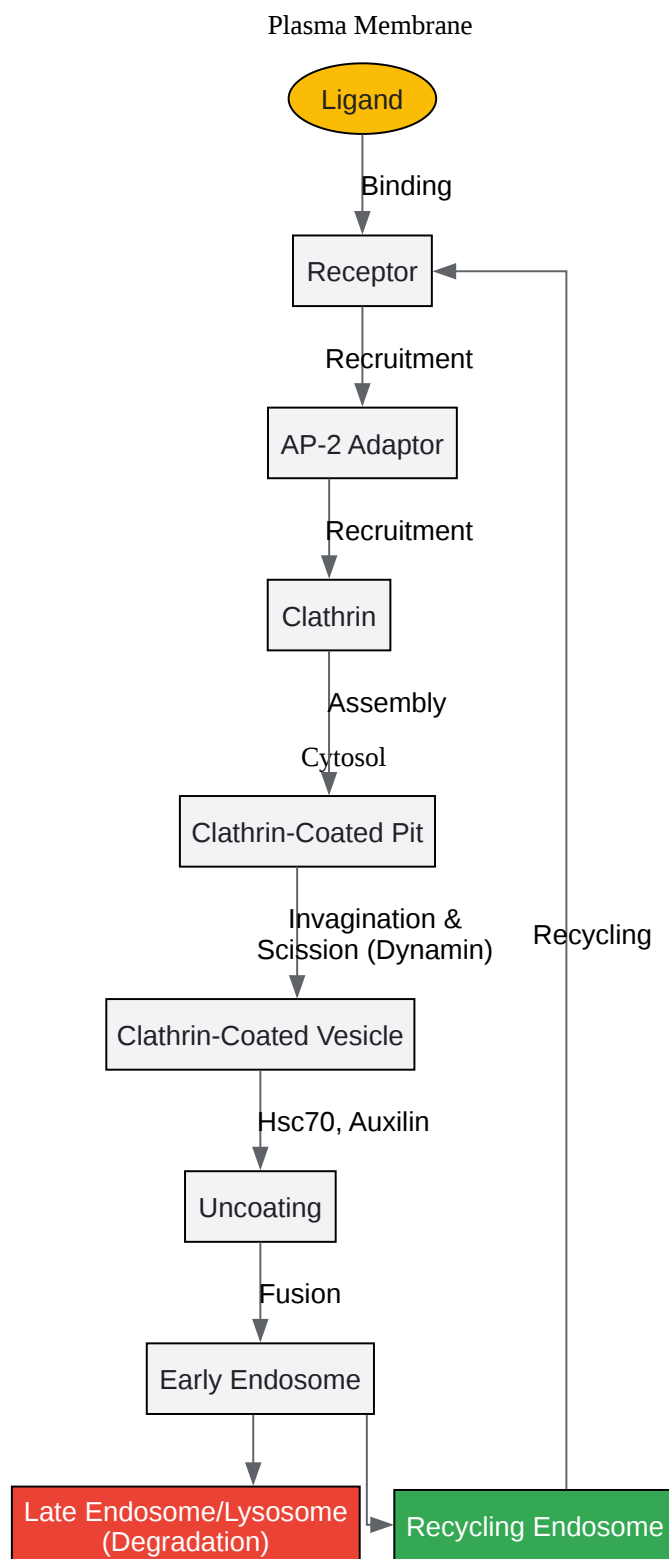 Plasma Membrane
Ligand
Binding
Receptor
Recruitment
AP-2 Adaptor
Recruitment
Clathrin
Assembly
Cytosol
Clathrin-Coated Pit
Invagination &
Scission (Dynamin)
Recycling
Clathrin-Coated Vesicle
Hsc70, Auxilin
Uncoating
Fusion
Early Endosome
Late Endosome/Lysosome
(Degradation)
Recycling Endosome